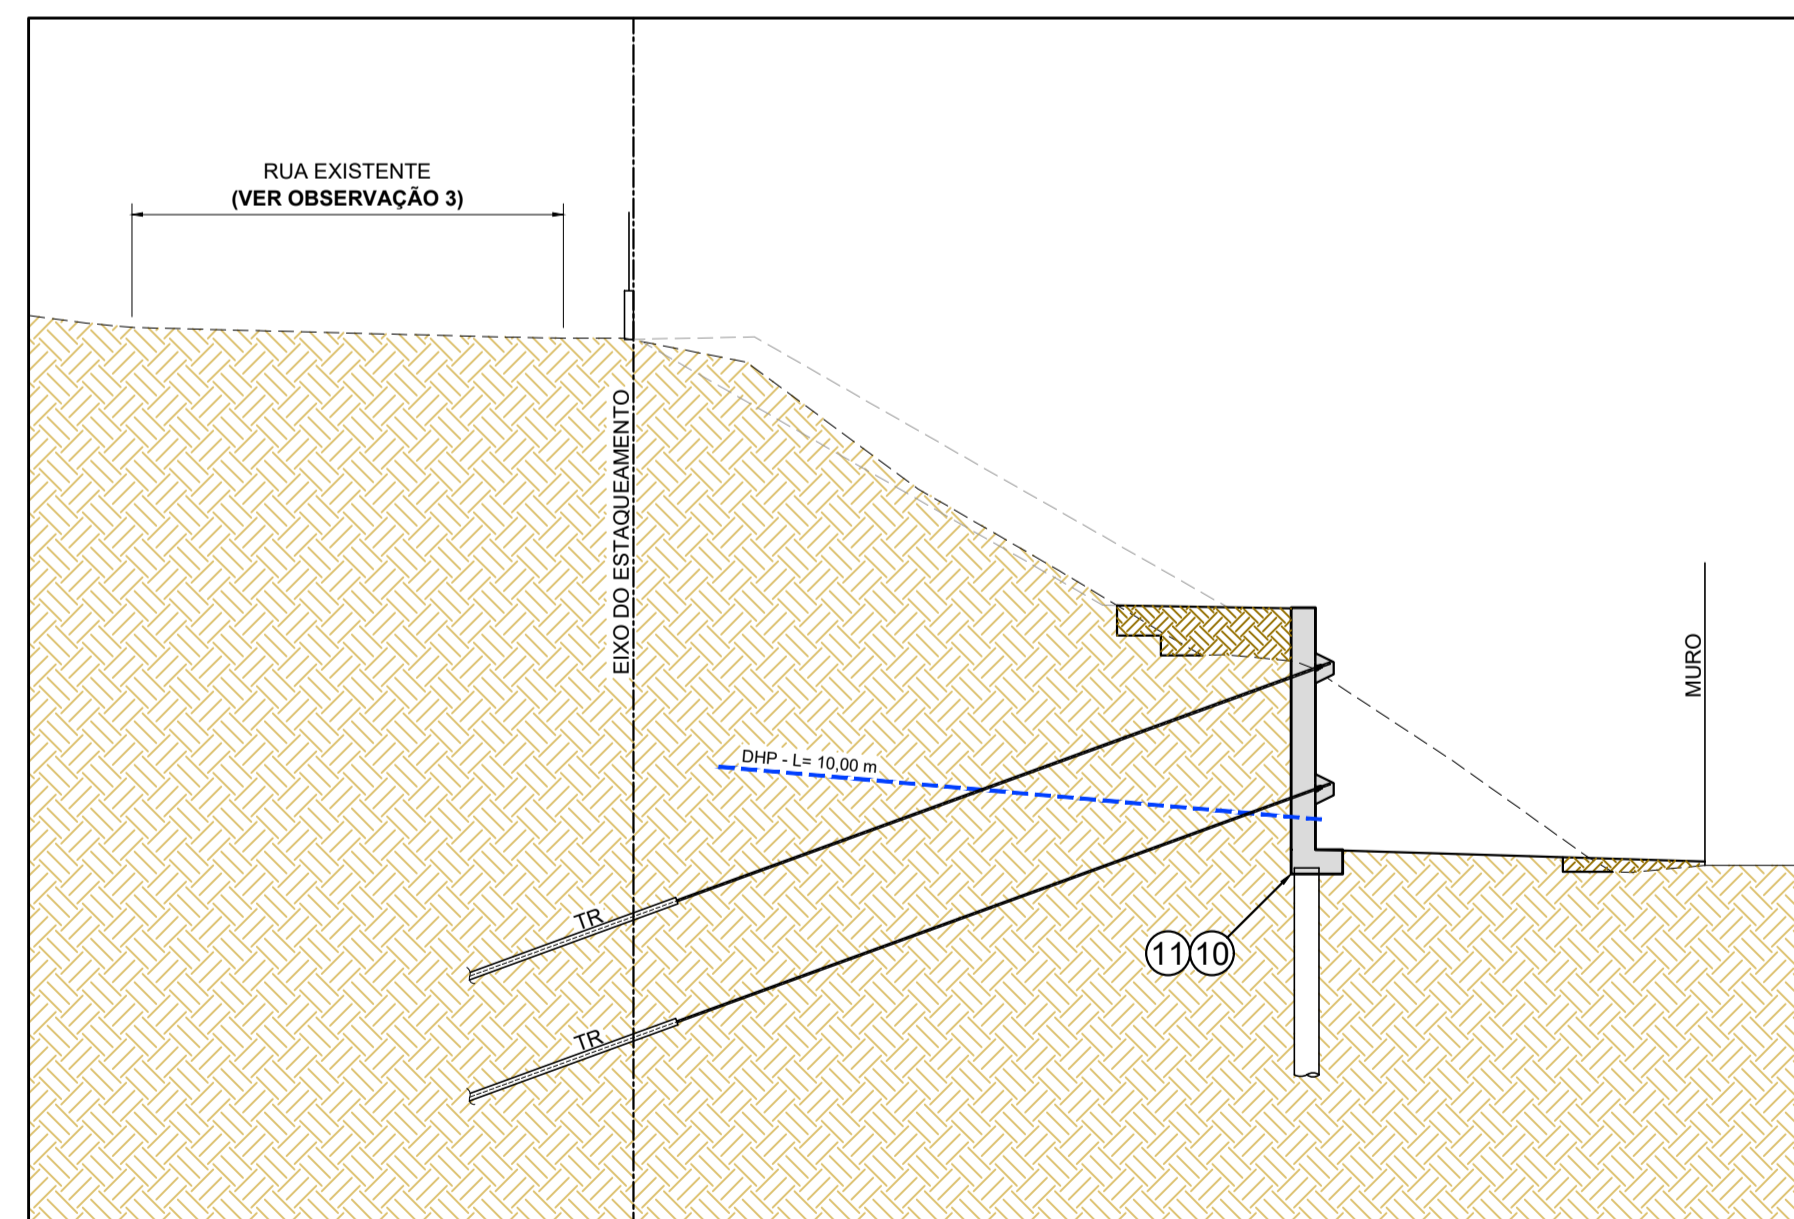 RUA EXISTENTE
(VER OBSERVAÇÃO 3)
EIXO DO ESTAQUEAMENTO
MURO
DHP - L= 10,00 m
TR
11 10
TR